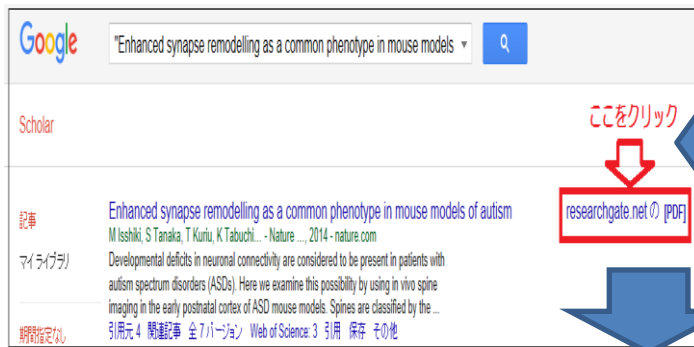 Google
"Enhanced synapse remodelling as a common phenotype in mouse models
Scholar
ここをクリック
記事
Enhanced synapse remodelling as a common phenotype in mouse models of autism
researchgate.net の [PDF]
M Isshiki, S Tanaka, T Kuriu, K Tabuchi... - Nature ..., 2014 - nature.com
マイライブラリ
Developmental deficits in neuronal connectivity are considered to be present in patients with
autism spectrum disorders (ASDs). Here we examine this possibility by using in vivo spine
imaging in the early postnatal cortex of ASD mouse models. Spines are classified by the ...
期間指定なし
引用元 4 関連記事 全 7 バージョン Web of Science: 3 引用 保存 その他